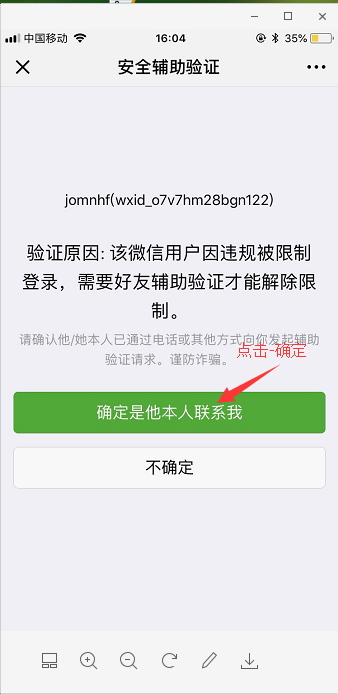 中国移动
16:04
35%
安全辅助验证
jomnhf(wxid_o7v7hm28bgn122)
验证原因: 该微信用户因违规被限制
登录，需要好友辅助验证才能解除限
制。
请确认他/她本人已通过电话或其他方式向你发起辅助
验证请求。谨防诈骗。
点击-确定
确定是他本人联系我
不确定